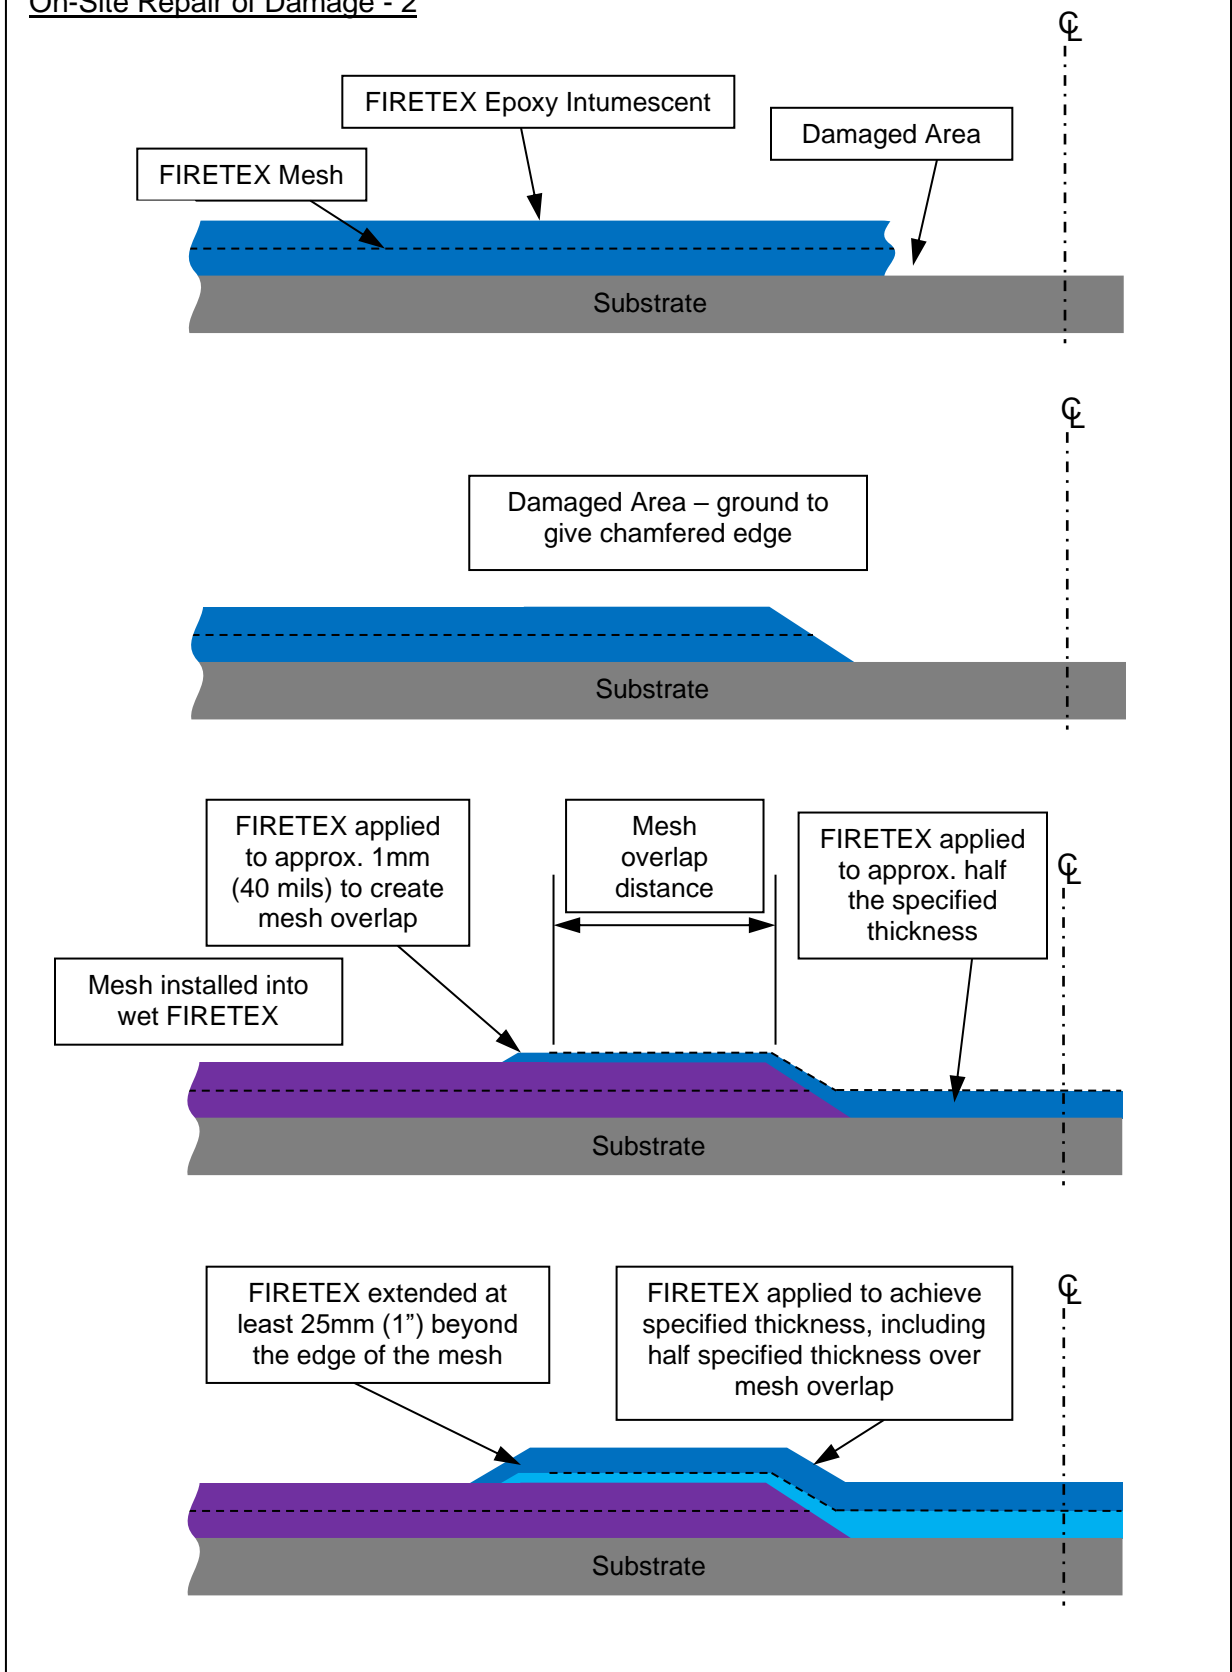 On-Site Repair of Damage - 2
℄
FIRETEX Epoxy Intumescent
Damaged Area
FIRETEX Mesh
Substrate
℄
Damaged Area – ground to
give chamfered edge
Substrate
FIRETEX applied
to approx. 1mm
(40 mils) to create
mesh overlap
Mesh
overlap
distance
FIRETEX applied
to approx. half
the specified
thickness
℄
Mesh installed into
wet FIRETEX
Substrate
FIRETEX extended at
least 25mm (1”) beyond
the edge of the mesh
FIRETEX applied to achieve
specified thickness, including
half specified thickness over
mesh overlap
℄
Substrate